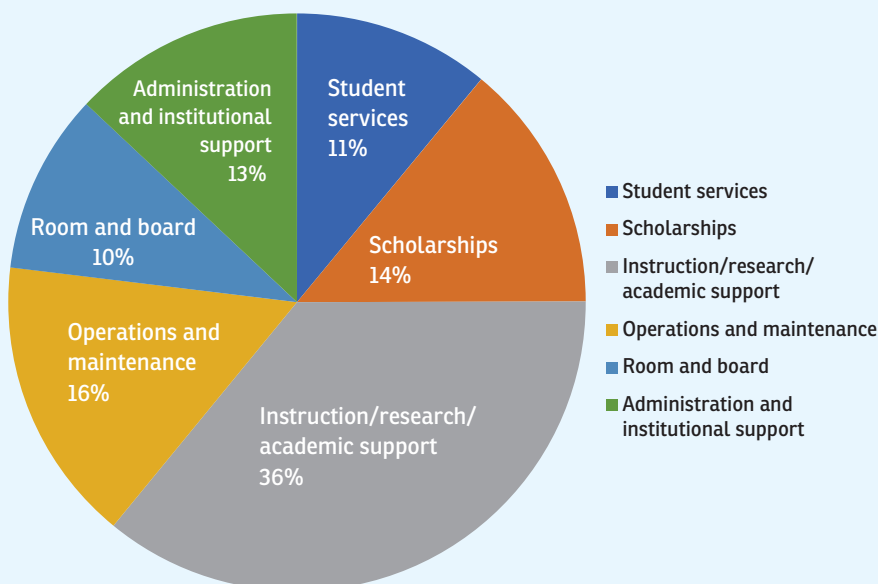 Administration
and institutional
support
13%
Student
services
11%
Room and board
10%
Scholarships
14%
Operations and
maintenance
16%
Instruction/research/
academic support
36%
Student services
Scholarships
Instruction/research/
academic support
Operations and maintenance
Room and board
Administration and
institutional support